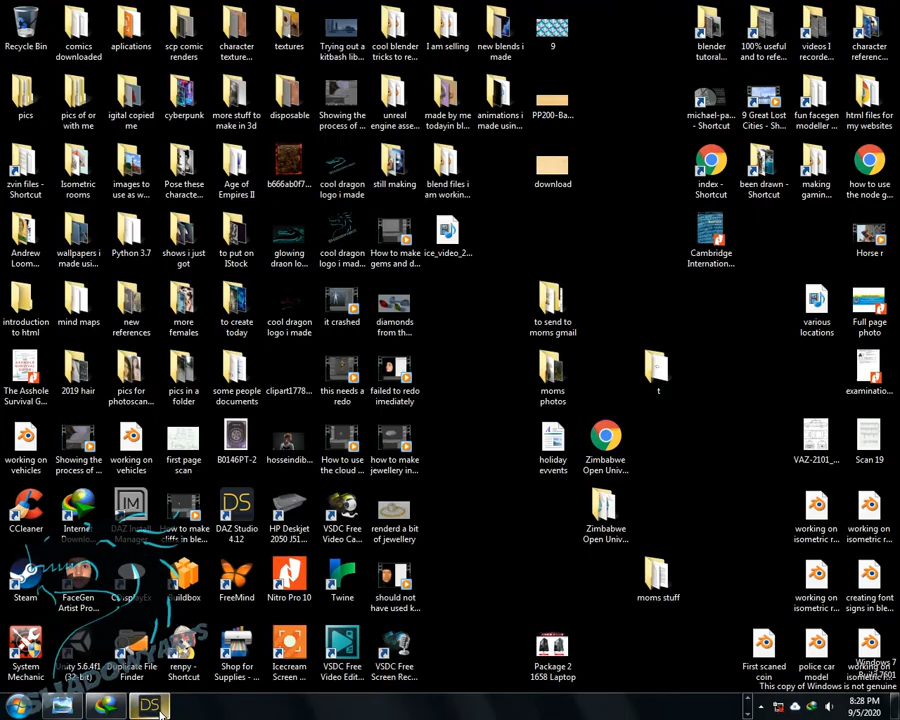 Recycle Bin
comics
downloaded
aplications
scp comic
renders
character
texture...
textures
Trying out a
kitbash lib...
cool blender
tricks to re...
I am selling
new blends i
made
9
blender
tutoral...
100% useful
and to refe...
videos I
recorde...
character
referenc...
pics
pics of or
with me
igital copied
me
cyberpunk
more stuff to
make in 3d
disposable
Showing the
process of ...
unreal
engine asse...
made by me
todayin bl...
animations i
made usin...
PP200-Ba...
michael-pa...
- Shortcut
9 Great Lost
Cities - Sh...
fun facegen
modeller ...
html files for
my websites
zvin files -
Shortcut
Isometric
rooms
images to
use as w...
Pose these
characte...
Age of
Empires II
b666ab0f7...
cool dragon
logo i made
still making
blend files i
am workin...
download
index -
Shortcut
been drawn -
Shortcut
making
gamin...
how to use
the node g...
Andrew
Loom...
wallpapers i
made usi...
Python 3.7
shows i just
got
to put on
IStock
glowing
draon lo...
cool dragon
logo i mad...
How to make
gems and d...
ice_video_2...
Cambridge
Internation...
Horse r
introduction
to html
mind maps
new
references
more
females
to create
today
cool dragon
logo i made
it crashed
diamonds
from th...
to send to
moms gmail
various
locations
Full page
photo
The Asshole
Survival G...
2019 hair
pics for
photoscan...
pics in a
folder
some people
documents
clipart1778...
this needs a
redo
failed to redo
imediately
moms
photos
t
examinatio...
working on
vehicles
Showing the
process of ...
working on
vehicles
first page
scan
B0146PT-2
hosseindib...
How to use
the cloud ...
how to make
jewellery in...
holiday
evvents
Zimbabwe
Open Univ...
VAZ-2101_...
Scan 19
CCleaner
Internet
Downlo...
IM
DAZ Install
Manager
How to make
cliffs in ble...
DS
DAZ Studio
4.12
HP Deskjet
2050 J51...
VSDC Free
Video Ca...
renderd a bit
of jewellery
Zimbabwe
Open Univ...
working on
isometric r...
working on
isometric r...
Steam
FaceGen
Artist Pro...
CDisplayEx
Buildbox
FreeMind
Nitro Pro 10
Twine
should not
have used k...
moms stuff
working on
isometric r...
creating font
signs in ble...
System
Mechanic
Unity 5.6.4f1
(32-bit)
Duplicate File
Finder
renpy -
Shortcut
Shop for
Supplies - ...
Icecream
Screen ...
VSDC Free
Video Edit...
VSDC Free
Screen Rec...
Package 2
1658 Laptop
First scaned
coin
police car
model
working on
isometric r...
Windows 7
Build 7601
This copy of Windows is not genuine
DS
8:28 PM
9/5/2020